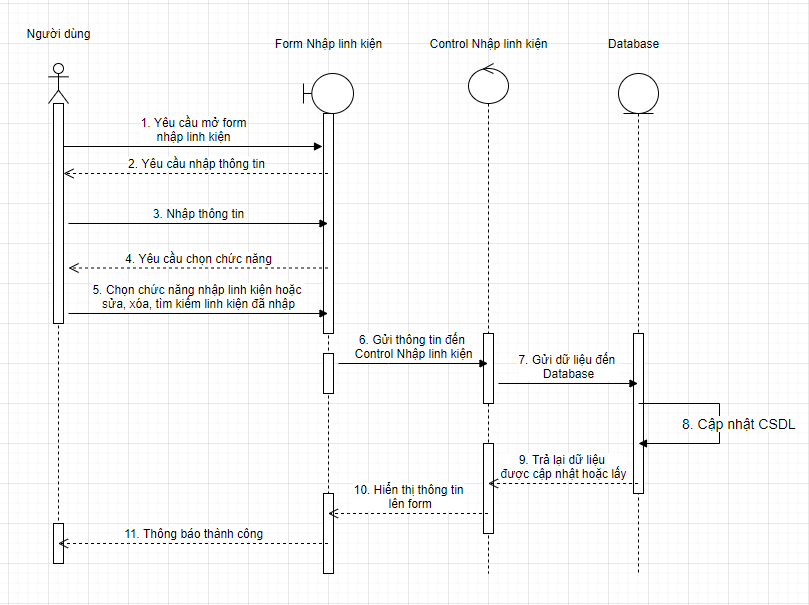 Người dùng
Form Nhập linh kiện
Control Nhập linh kiện
Database
1. Yêu cầu mở form
nhập linh kiện
2. Yêu cầu nhập thông tin
3. Nhập thông tin
4. Yêu cầu chọn chức năng
5. Chọn chức năng nhập linh kiện hoặc
sửa, xóa, tìm kiếm linh kiện đã nhập
6. Gửi thông tin đến
Control Nhập linh kiện
7. Gửi dữ liệu đến
Database
8. Cập nhật CSDL
9. Trả lại dữ liệu
được cập nhật hoặc lấy
10. Hiển thị thông tin
lên form
11. Thông báo thành công